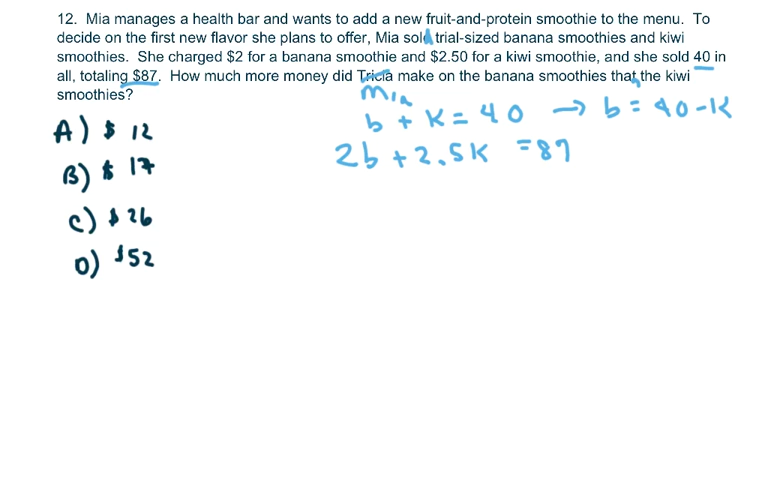 12. Mia manages a health bar and wants to add a new fruit-and-protein smoothie to the menu. To
decide on the first new flavor she plans to offer, Mia sold trial-sized banana smoothies and kiwi
smoothies. She charged $2 for a banana smoothie and $2.50 for a kiwi smoothie, and she sold 40 in
all, totaling $87. How much more money did Tricia make on the banana smoothies than the kiwi
smoothies?
Mia
b + K = 40 → b = 40 - K
2b + 2.5K = 87
A) $ 12
B) $ 17
C) $ 26
D) $52